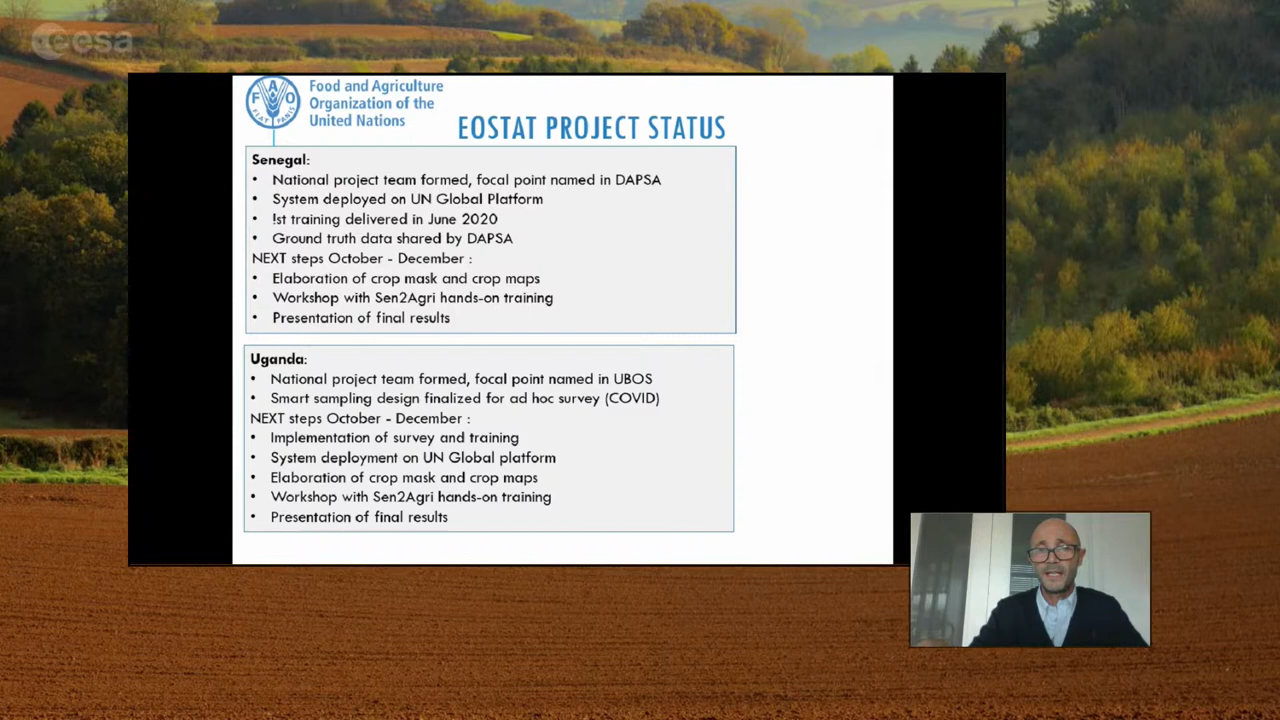 esa
FAO
FIAT PANIS
Food and Agriculture
Organization of the
United Nations
EOSTAT PROJECT STATUS
Senegal:
• National project team formed, focal point named in DAPSA
• System deployed on UN Global Platform
• !st training delivered in June 2020
• Ground truth data shared by DAPSA
NEXT steps October - December :
• Elaboration of crop mask and crop maps
• Workshop with Sen2Agri hands-on training
• Presentation of final results
Uganda:
• National project team formed, focal point named in UBOS
• Smart sampling design finalized for ad hoc survey (COVID)
NEXT steps October - December :
• Implementation of survey and training
• System deployment on UN Global platform
• Elaboration of crop mask and crop maps
• Workshop with Sen2Agri hands-on training
• Presentation of final results